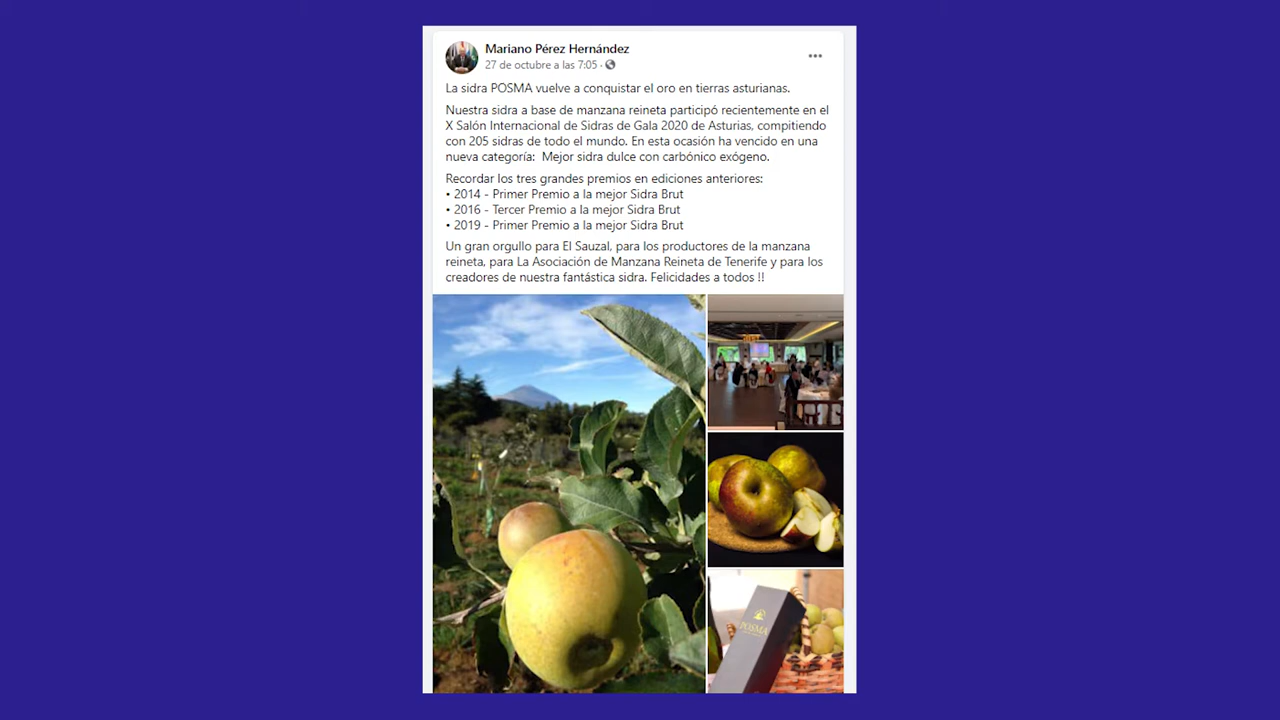 Mariano Pérez Hernández
27 de octubre a las 7:05 ·
La sidra POSMA vuelve a conquistar el oro en tierras asturianas.
Nuestra sidra a base de manzana reineta participó recientemente en el
X Salón Internacional de Sidras de Gala 2020 de Asturias, compitiendo
con 205 sidras de todo el mundo. En esta ocasión ha vencido en una
nueva categoría: Mejor sidra dulce con carbónico exógeno.
Recordar los tres grandes premios en ediciones anteriores:
• 2014 - Primer Premio a la mejor Sidra Brut
• 2016 - Tercer Premio a la mejor Sidra Brut
• 2019 - Primer Premio a la mejor Sidra Brut
Un gran orgullo para El Sauzal, para los productores de la manzana
reineta, para La Asociación de Manzana Reineta de Tenerife y para los
creadores de nuestra fantástica sidra. Felicidades a todos !!
POSMA